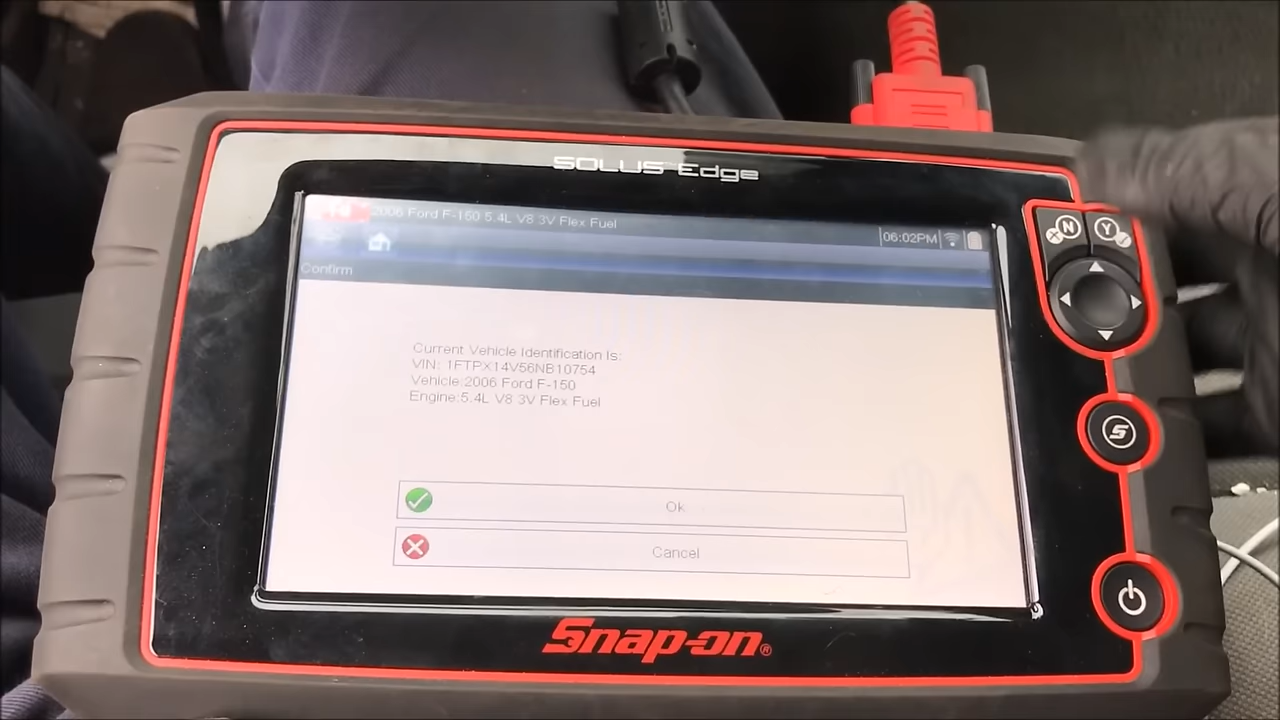 SOLUS Edge
2006 Ford F-150 5.4L V8 3V Flex Fuel
06:02PM
Confirm
N
Y
Current Vehicle Identification Is:
VIN: 1FTPX14V56NB10754
Vehicle:2006 Ford F-150
Engine:5.4L V8 3V Flex Fuel
S
Ok
Cancel
Snap-on®